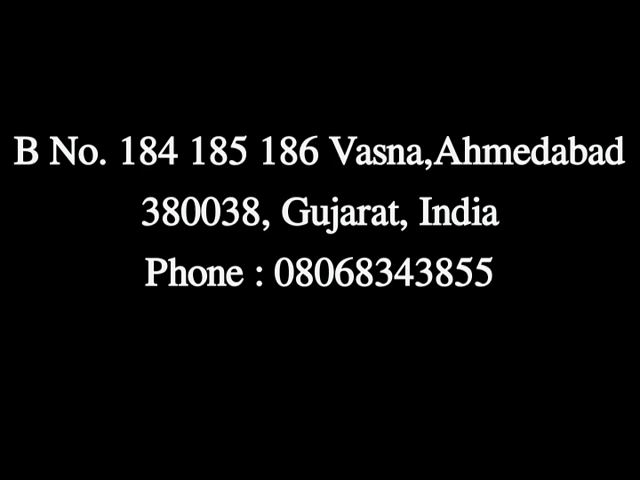 B No. 184 185 186 Vasna,Ahmedabad
380038, Gujarat, India
Phone : 08068343855